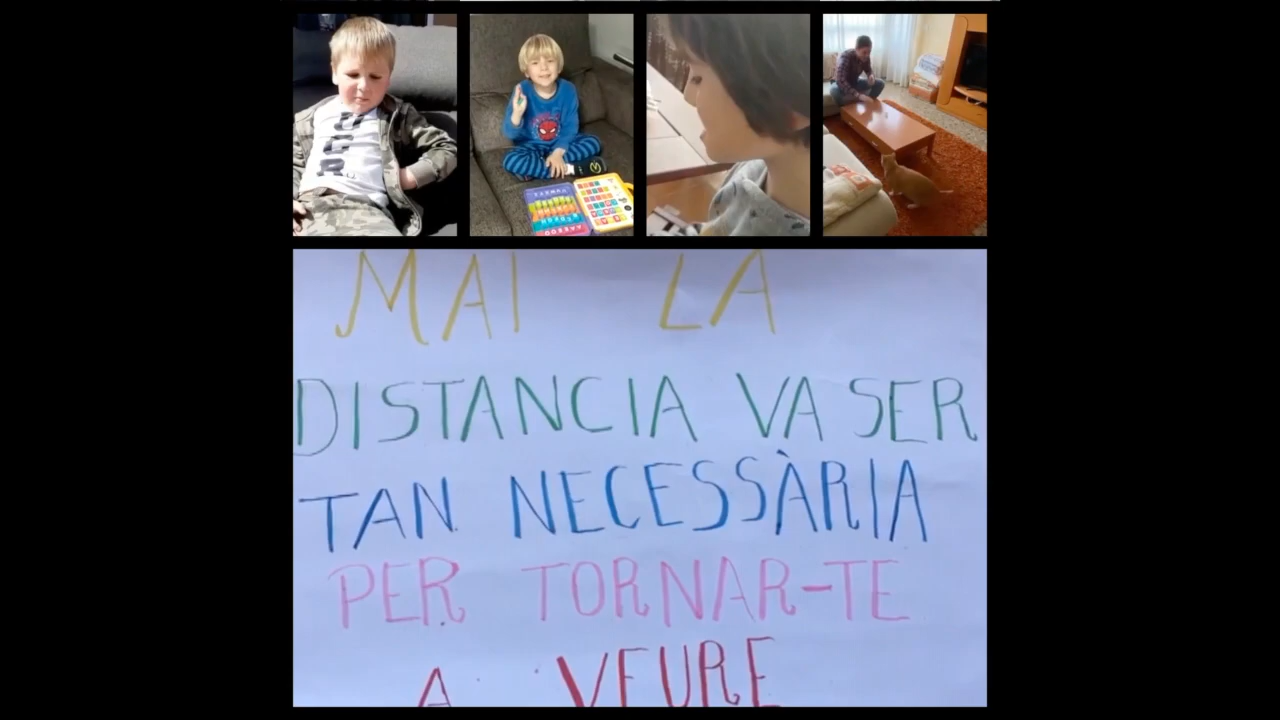 MAI LA
DISTANCIA VA SER
TAN NECESSÀRIA
PER TORNAR-TE
A VEURE